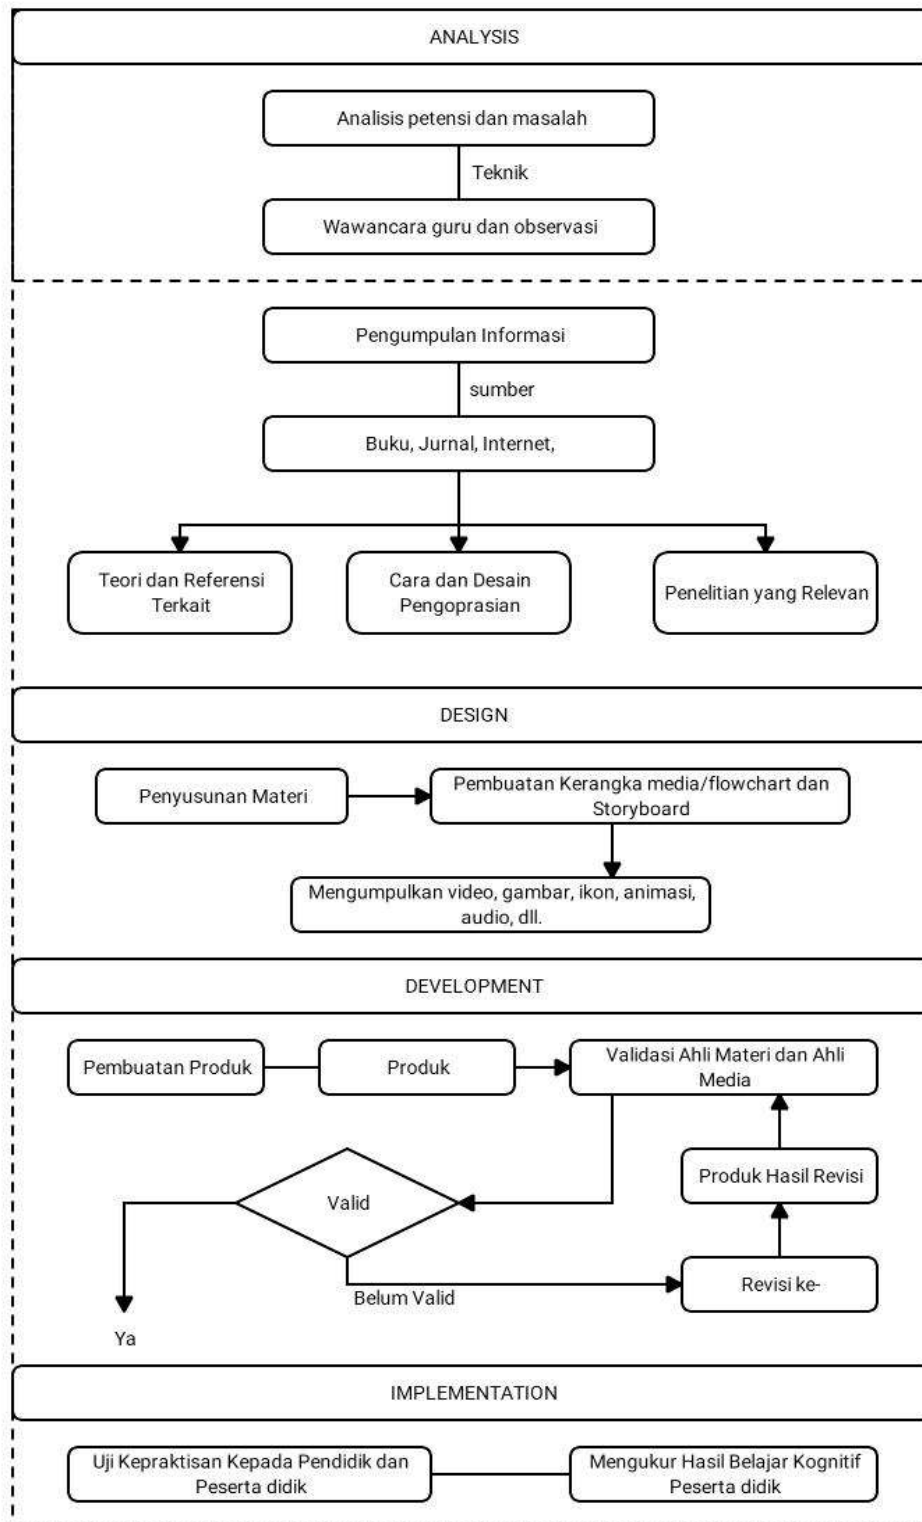 ANALYSIS
Analisis petensi dan masalah
Teknik
Wawancara guru dan observasi
Pengumpulan Informasi
sumber
Buku, Jurnal, Internet,
Teori dan Referensi
Terkait
Cara dan Desain
Pengoprasian
Penelitian yang Relevan
DESIGN
Penyusunan Materi
Pembuatan Kerangka media/flowchart dan
Storyboard
Mengumpulkan video, gambar, ikon, animasi,
audio, dll.
DEVELOPMENT
Pembuatan Produk
Produk
Validasi Ahli Materi dan Ahli
Media
Produk Hasil Revisi
Valid
Revisi ke-
Belum Valid
Ya
IMPLEMENTATION
Uji Kepraktisan Kepada Pendidik dan
Peserta didik
Mengukur Hasil Belajar Kognitif
Peserta didik